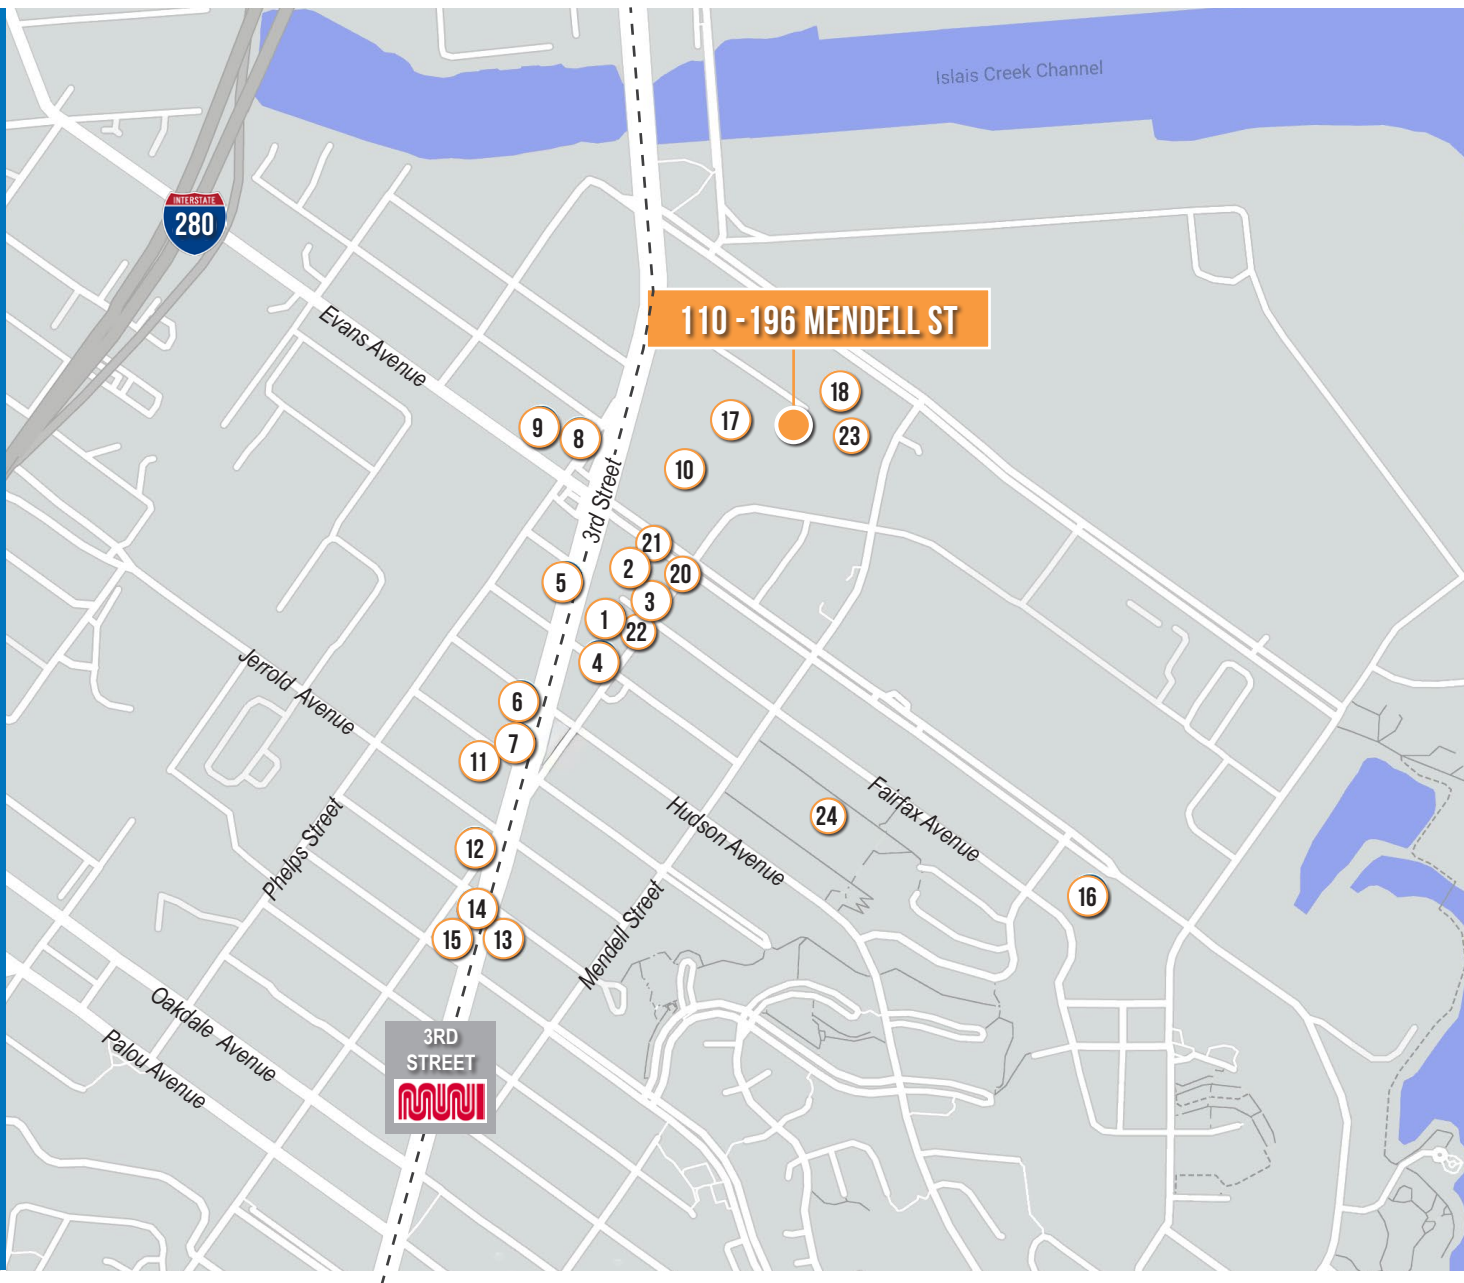 Islais Creek Channel
INTERSTATE
280
110 -196 MENDELL ST
Evans Avenue
18
17
23
9
8
10
3rd Street
21
2
20
5
3
1
22
4
Jerrold Avenue
6
7
11
Fairfax Avenue
Hudson Avenue
24
Phelps Street
12
16
14
15
13
Mendell Street
Oakdale Avenue
Palou Avenue
3RD
STREET
MUNI